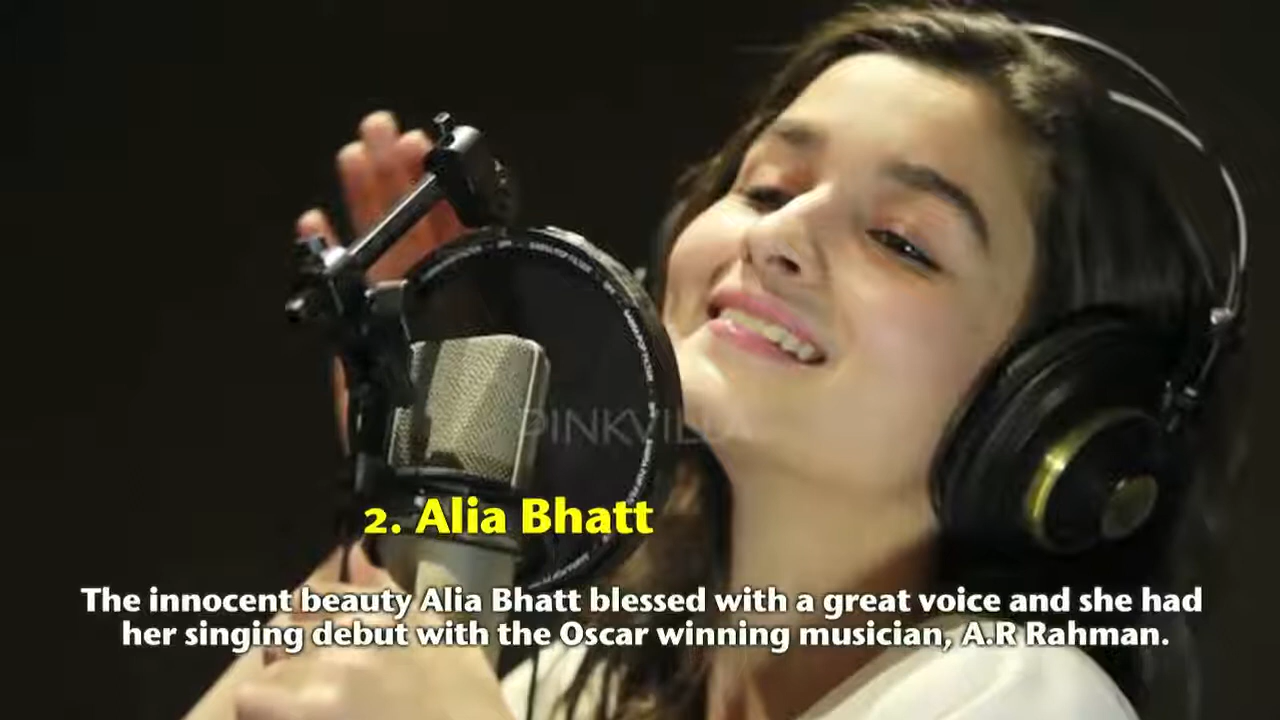 PINKVILLA
2. Alia Bhatt
The innocent beauty Alia Bhatt blessed with a great voice and she had
her singing debut with the Oscar winning musician, A.R Rahman.